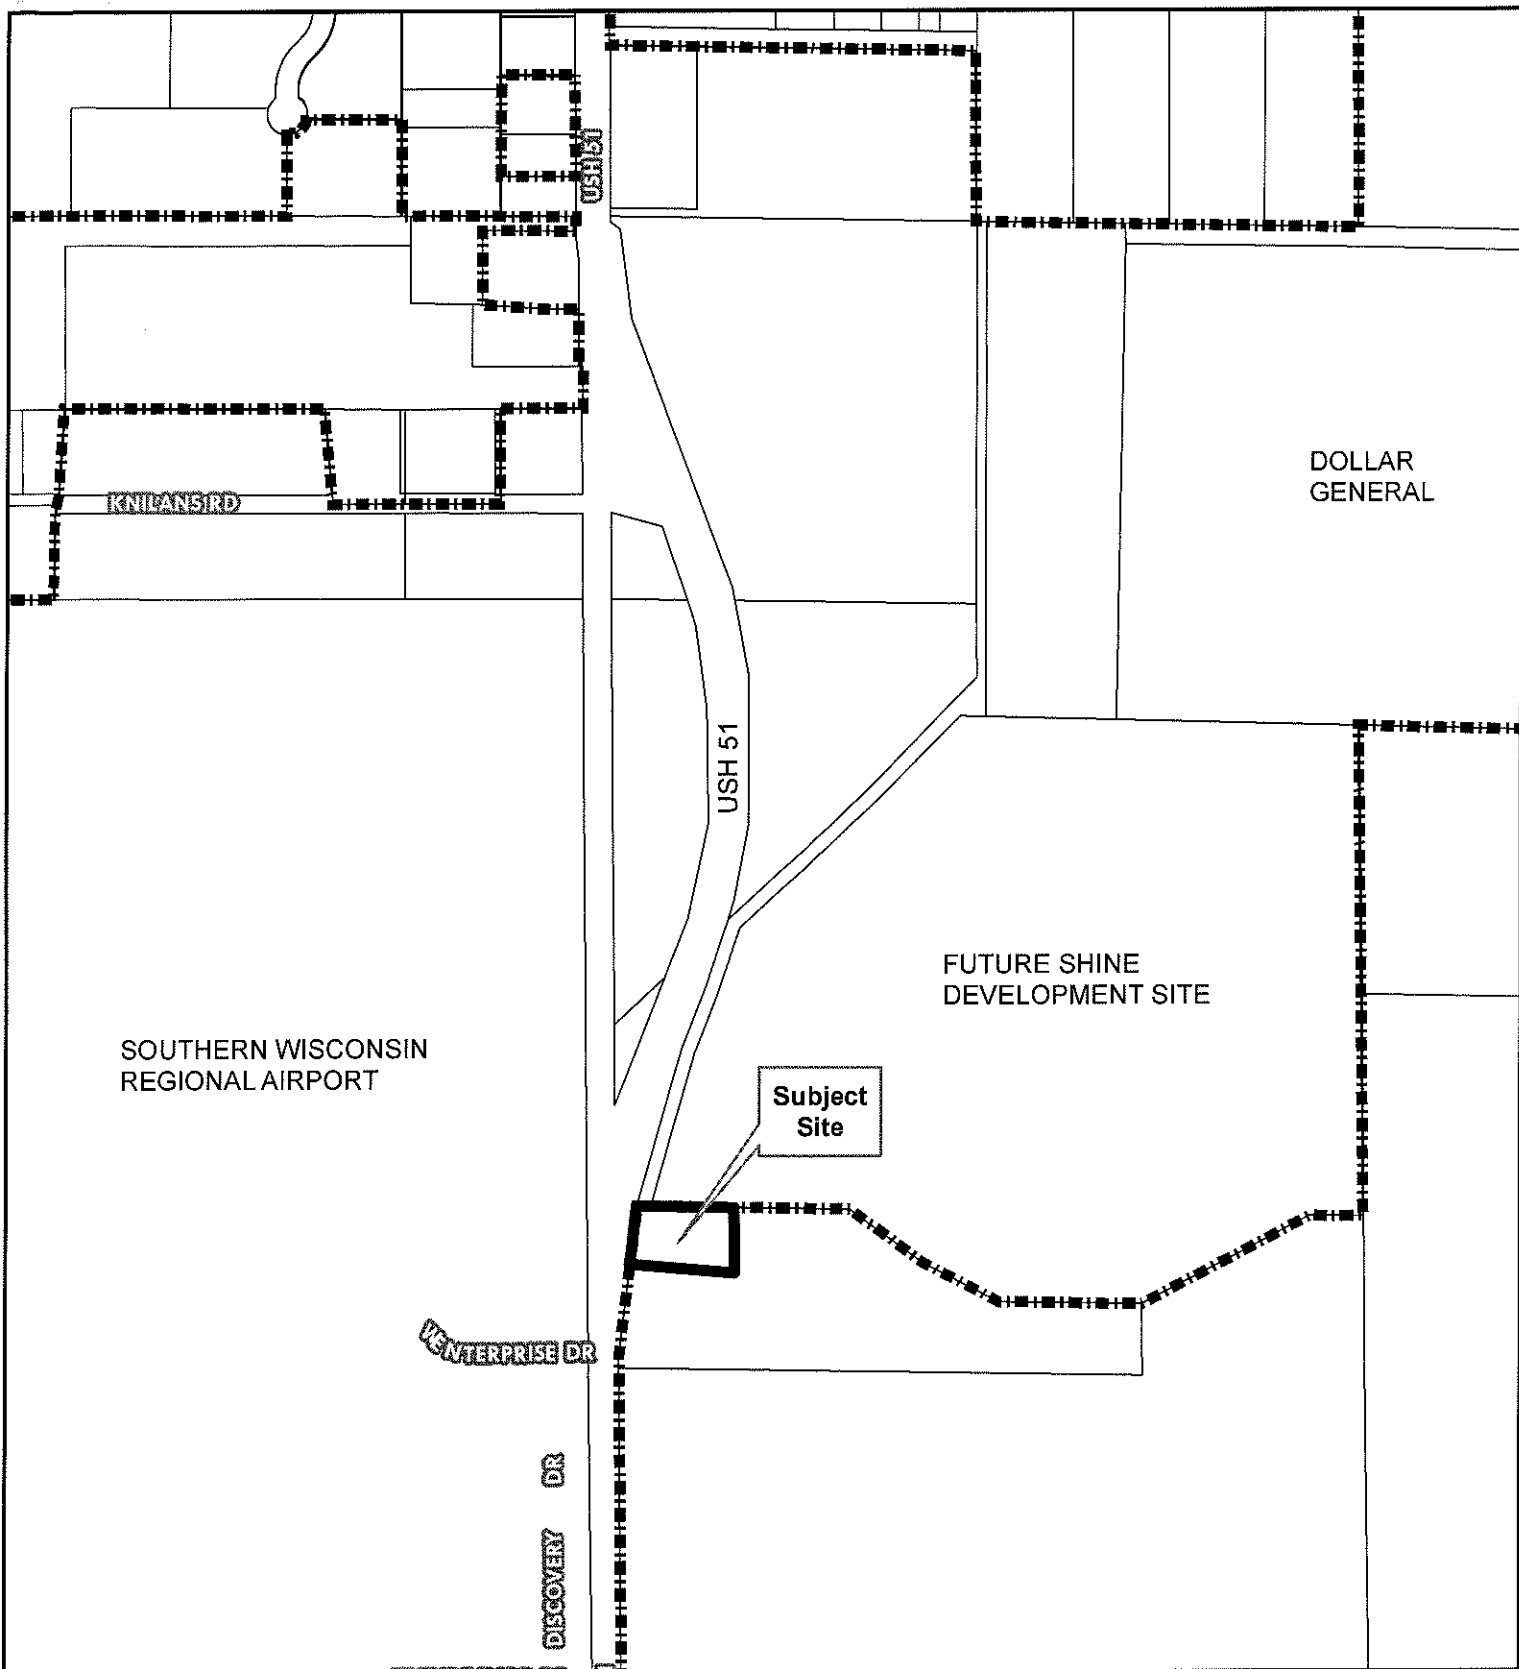 USH 51
DOLLAR
GENERAL
KNILANS RD
USH 51
FUTURE SHINE
DEVELOPMENT SITE
SOUTHERN WISCONSIN
REGIONAL AIRPORT
Subject
Site
W ENTERPRISE DR
DISCOVERY DR